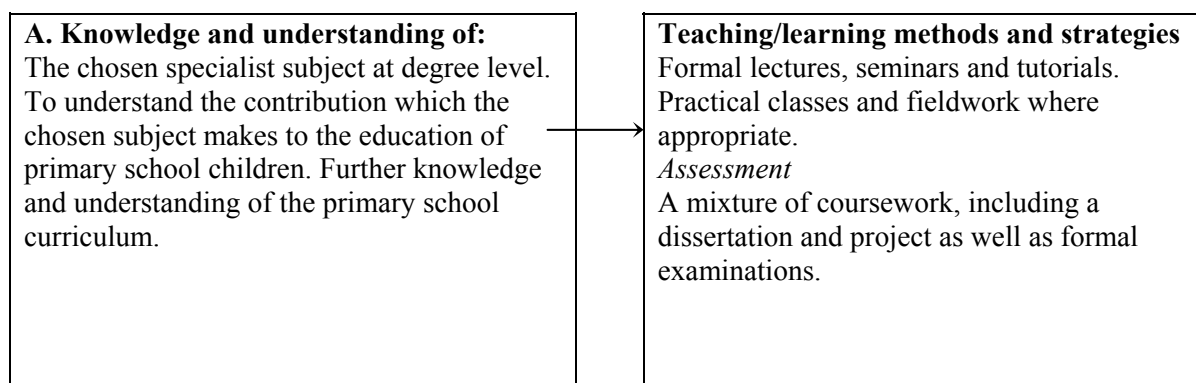 A. Knowledge and understanding of:
The chosen specialist subject at degree level.
To understand the contribution which the
chosen subject makes to the education of
primary school children. Further knowledge
and understanding of the primary school
curriculum.
Teaching/learning methods and strategies
Formal lectures, seminars and tutorials.
Practical classes and fieldwork where
appropriate.
Assessment
A mixture of coursework, including a
dissertation and project as well as formal
examinations.